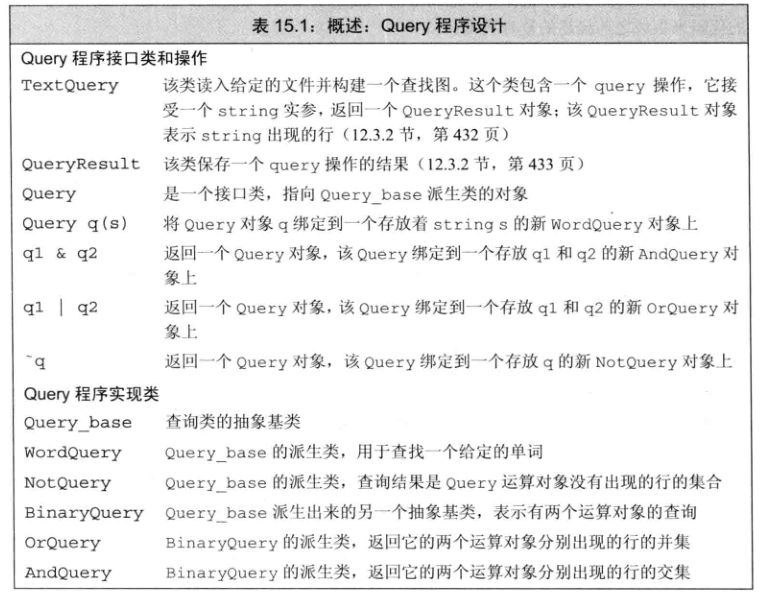 表 15.1：概述：Query 程序设计
Query 程序接口类和操作
TextQuery 该类读入给定的文件并构建一个查找图。这个类包含一个 query 操作，它接
受一个 string 实参，返回一个 QueryResult 对象；该 QueryResult 对象
表示 string 出现的行（12.3.2 节，第 432 页）
QueryResult 该类保存一个 query 操作的结果（12.3.2 节，第 433 页）
Query 是一个接口类，指向 Query_base 派生类的对象
Query q(s) 将 Query 对象 q 绑定到一个存放着 string s 的新 WordQuery 对象上
q1 & q2 返回一个 Query 对象，该 Query 绑定到一个存放 q1 和 q2 的新 AndQuery 对
象上
q1 | q2 返回一个 Query 对象，该 Query 绑定到一个存放 q1 和 q2 的新 OrQuery 对
象上
~q 返回一个 Query 对象，该 Query 绑定到一个存放 q 的新 NotQuery 对象上
Query 程序实现类
Query_base 查询类的抽象基类
WordQuery Query_base 的派生类，用于查找一个给定的单词
NotQuery Query_base 的派生类，查询结果是 Query 运算对象没有出现的行的集合
BinaryQuery Query_base 派生出来的另一个抽象基类，表示有两个运算对象的查询
OrQuery BinaryQuery 的派生类，返回它的两个运算对象分别出现的行的并集
AndQuery BinaryQuery 的派生类，返回它的两个运算对象分别出现的行的交集